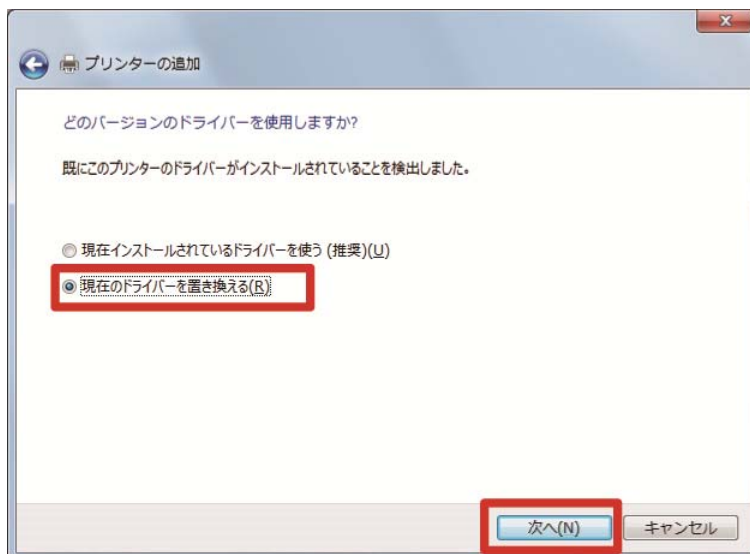 プリンターの追加
どのバージョンのドライバーを使用しますか?
既にこのプリンターのドライバーがインストールされていることを検出しました。
現在インストールされているドライバーを使う (推奨)(U)
現在のドライバーを置き換える(R)
次へ(N) キャンセル